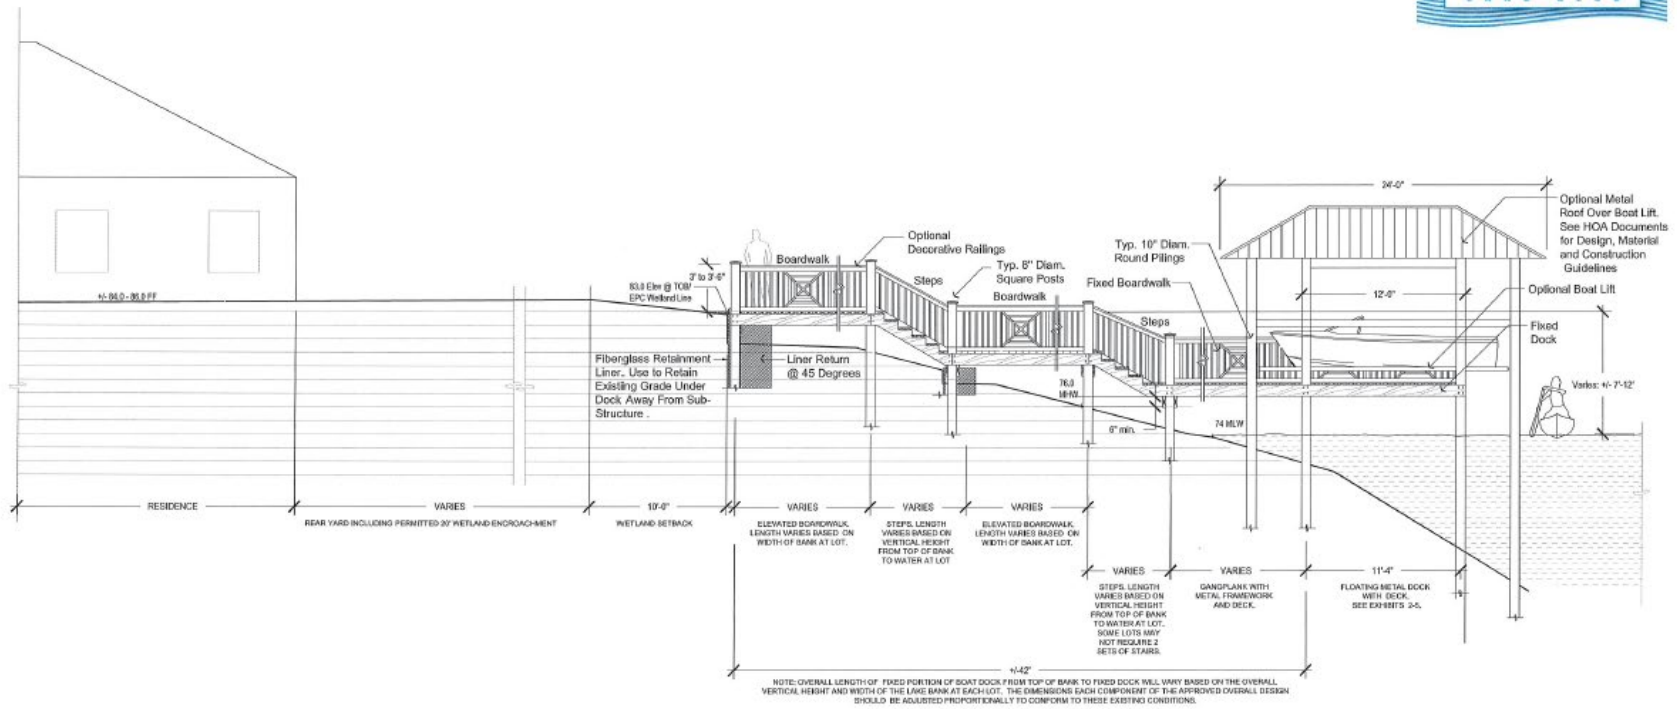 24'-0"
Optional Metal
Roof Over Boat Lift.
See HOA Documents
for Design, Material
and Construction
Guidelines
Optional
Decorative Railings
Typ. 10" Diam.
Round Pilings
Boardwalk
3' to 3'-6"
Steps
Typ. 8" Diam.
Square Posts
Fixed Boardwalk
Optional Boat Lift
83.0 Elev @ TOB/
EPC Wetland Line
+/- 84.0 - 86.0 FF
Boardwalk
12'-0"
Steps
Fixed
Dock
Fiberglass Retainment
Liner.. Use to Retain
Existing Grade Under
Dock Away From Sub-
Structure .
Liner Return
@ 45 Degrees
76.0
MHW
Varies: +/- 7'-12'
6" min.
74 MLW
RESIDENCE
VARIES
REAR YARD INCLUDING PERMITTED 20' WETLAND ENCROACHMENT
10'-0"
WETLAND SETBACK
VARIES
ELEVATED BOARDWALK.
LENGTH VARIES BASED ON
WIDTH OF BANK AT LOT.
VARIES
STEPS. LENGTH
VARIES BASED ON
VERTICAL HEIGHT
FROM TOP OF BANK
TO WATER AT LOT
VARIES
ELEVATED BOARDWALK.
LENGTH VARIES BASED ON
WIDTH OF BANK AT LOT.
VARIES
STEPS. LENGTH
VARIES BASED ON
VERTICAL HEIGHT
FROM TOP OF BANK
TO WATER AT LOT.
SOME LOTS MAY
NOT REQUIRE 2
SETS OF STAIRS.
VARIES
GANGPLANK WITH
METAL FRAMEWORK
AND DECK.
11'-4"
FLOATING METAL DOCK
WITH DECK.
SEE EXHIBITS 2-5.
+/-42"
NOTE: OVERALL LENGTH OF FIXED PORTION OF BOAT DOCK FROM TOP OF BANK TO FIXED DOCK WILL VARY BASED ON THE OVERALL
VERTICAL HEIGHT AND WIDTH OF THE LAKE BANK AT EACH LOT. THE DIMENSIONS EACH COMPONENT OF THE APPROVED OVERALL DESIGN
SHOULD BE ADJUSTED PROPORTIONALLY TO CONFORM TO THESE EXISTING CONDITIONS.